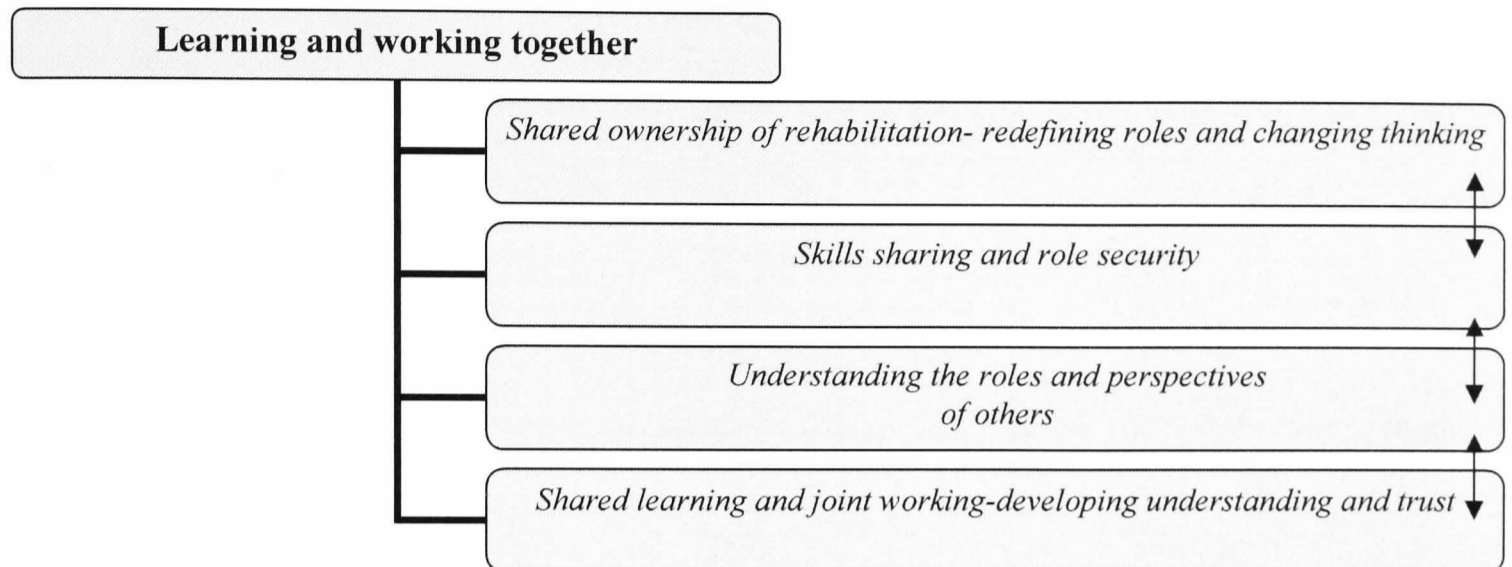 Learning and working together
Shared ownership of rehabilitation- redefining roles and changing thinking
Skills sharing and role security
Understanding the roles and perspectives
of others
Shared learning and joint working-developing understanding and trust